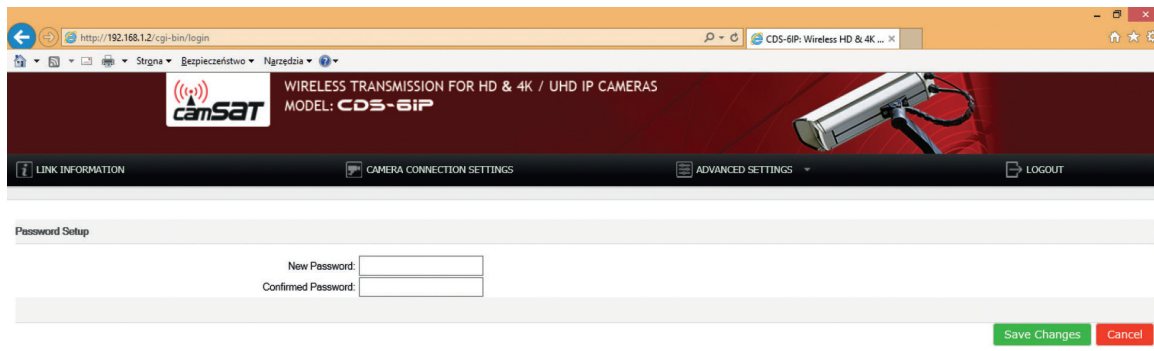 http://192.168.1.2/cgi-bin/login
CDS-6IP: Wireless HD & 4K ...
Strona Bezpieczeństwo Narzędzia
((•)) camSAT
WIRELESS TRANSMISSION FOR HD & 4K / UHD IP CAMERAS
MODEL: CDS-6iP
LINK INFORMATION
CAMERA CONNECTION SETTINGS
ADVANCED SETTINGS
LOGOUT
Password Setup
New Password:
Confirmed Password:
Save Changes
Cancel